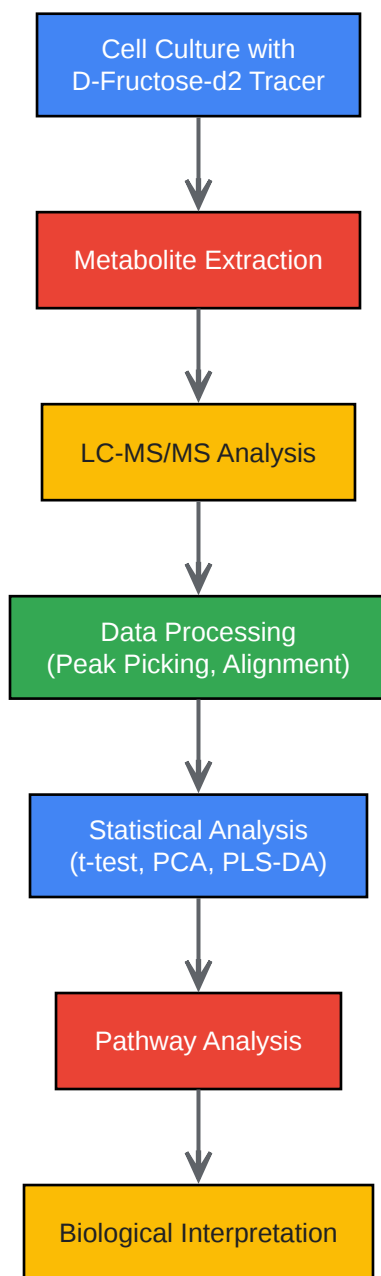 Cell Culture with
D-Fructose-d2 Tracer
Metabolite Extraction
LC-MS/MS Analysis
Data Processing
(Peak Picking, Alignment)
Statistical Analysis
(t-test, PCA, PLS-DA)
Pathway Analysis
Biological Interpretation